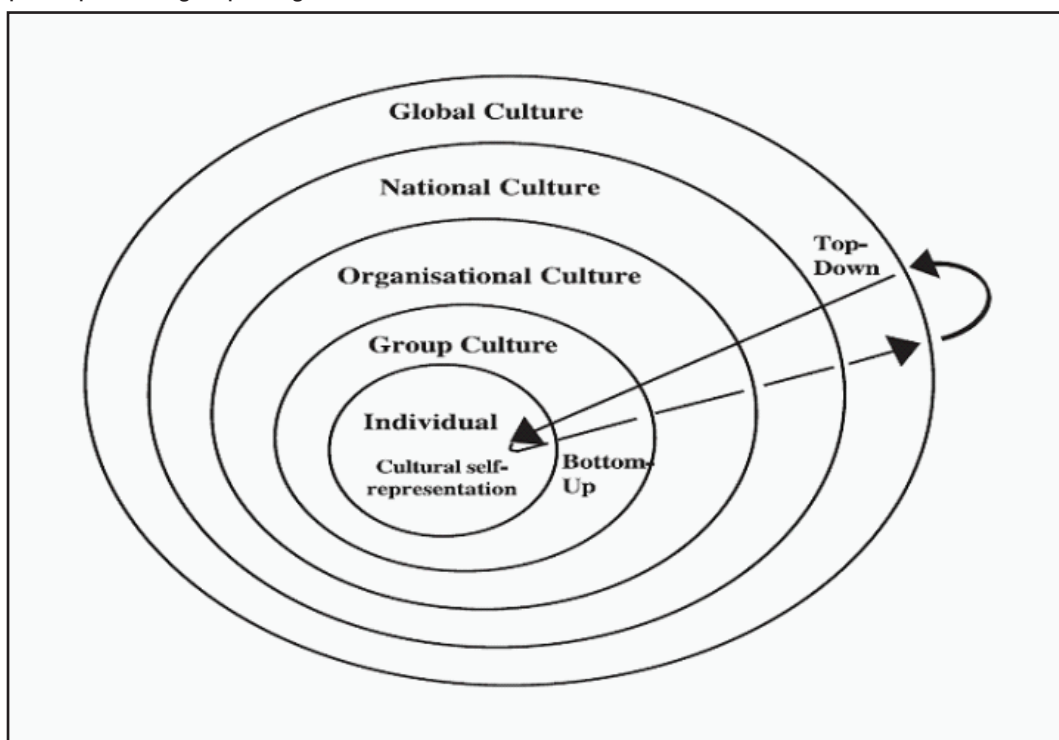 Global Culture
National Culture
Top-
Down
Organisational Culture
Group Culture
Individual
Cultural self-
representation
Bottom-
Up